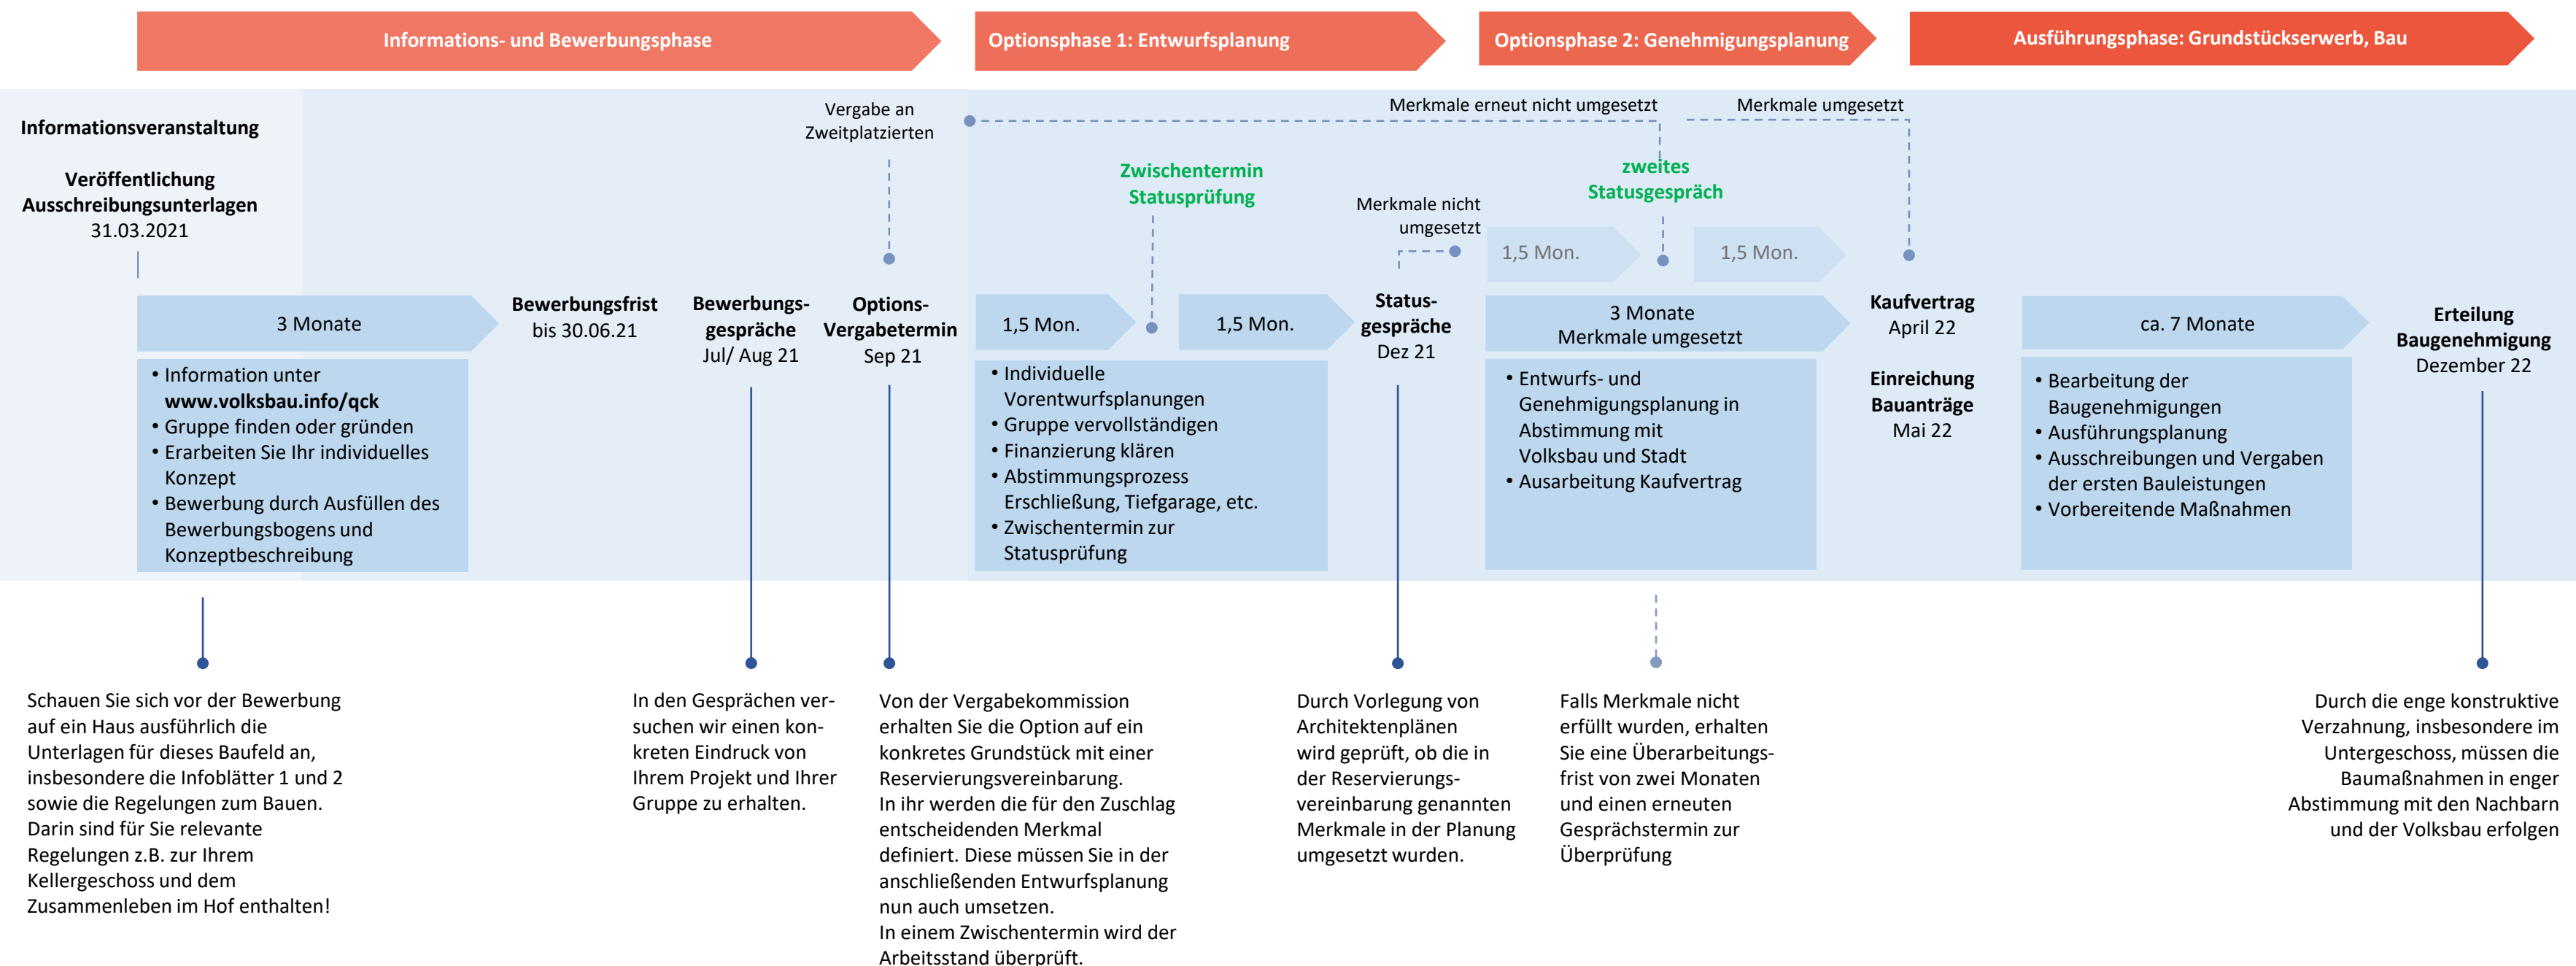 Informations- und Bewerbungsphase
Optionsphase 1: Entwurfsplanung
Optionsphase 2: Genehmigungsplanung
Ausführungsphase: Grundstückserwerb, Bau
Informationsveranstaltung
Veröffentlichung
Ausschreibungsunterlagen
31.03.2021
3 Monate
• Information unter
www.volksbau.info/qck
• Gruppe finden oder gründen
• Erarbeiten Sie Ihr individuelles
Konzept
• Bewerbung durch Ausfüllen des
Bewerbungsbogens und
Konzeptbeschreibung
Bewerbungsfrist
bis 30.06.21
Bewerbungs-
gespräche
Jul/ Aug 21
Vergabe an
Zweitplatzierten
Options-
Vergabetermin
Sep 21
Zwischentermin
Statusprüfung
1,5 Mon.
1,5 Mon.
• Individuelle
Vorentwurfsplanungen
• Gruppe vervollständigen
• Finanzierung klären
• Abstimmungsprozess
Erschließung, Tiefgarage, etc.
• Zwischentermin zur
Statusprüfung
Merkmale nicht
umgesetzt
Status-
gespräche
Dez 21
Merkmale erneut nicht umgesetzt
Merkmale umgesetzt
zweites
Statusgespräch
1,5 Mon.
1,5 Mon.
3 Monate
Merkmale umgesetzt
• Entwurfs- und
Genehmigungsplanung in
Abstimmung mit
Volksbau und Stadt
• Ausarbeitung Kaufvertrag
Kaufvertrag
April 22
Einreichung
Bauanträge
Mai 22
ca. 7 Monate
• Bearbeitung der
Baugenehmigungen
• Ausführungsplanung
• Ausschreibungen und Vergaben
der ersten Bauleistungen
• Vorbereitende Maßnahmen
Erteilung
Baugenehmigung
Dezember 22
Schauen Sie sich vor der Bewerbung
auf ein Haus ausführlich die
Unterlagen für dieses Baufeld an,
insbesondere die Infoblätter 1 und 2
sowie die Regelungen zum Bauen.
Darin sind für Sie relevante
Regelungen z.B. zur Ihrem
Kellergeschoss und dem
Zusammenleben im Hof enthalten!
In den Gesprächen ver-
suchen wir einen kon-
kreten Eindruck von
Ihrem Projekt und Ihrer
Gruppe zu erhalten.
Von der Vergabekommission
erhalten Sie die Option auf ein
konkretes Grundstück mit einer
Reservierungsvereinbarung.
In ihr werden die für den Zuschlag
entscheidenden Merkmal
definiert. Diese müssen Sie in der
anschließenden Entwurfsplanung
nun auch umsetzen.
In einem Zwischentermin wird der
Arbeitsstand überprüft.
Durch Vorlegung von
Architektenplänen
wird geprüft, ob die in
der Reservierungs-
vereinbarung genannten
Merkmale in der Planung
umgesetzt wurden.
Falls Merkmale nicht
erfüllt wurden, erhalten
Sie eine Überarbeitungs-
frist von zwei Monaten
und einen erneuten
Gesprächstermin zur
Überprüfung
Durch die enge konstruktive
Verzahnung, insbesondere im
Untergeschoss, müssen die
Baumaßnahmen in enger
Abstimmung mit den Nachbarn
und der Volksbau erfolgen